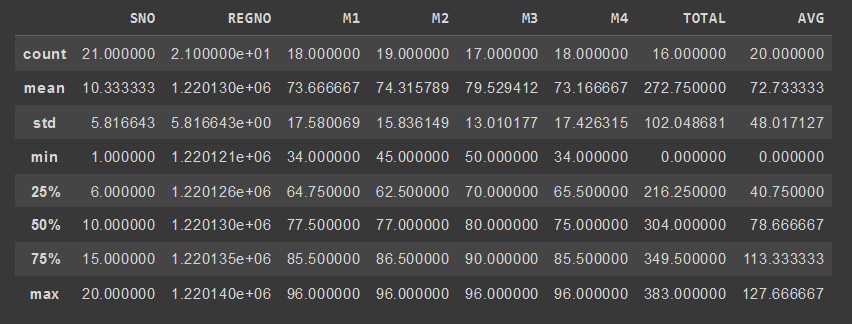 SNO REGNO M1 M2 M3 M4 TOTAL AVG
count 21.000000 2.100000e+01 18.000000 19.000000 17.000000 18.000000 16.000000 20.000000
mean 10.333333 1.220130e+06 73.666667 74.315789 79.529412 73.166667 272.750000 72.733333
std 5.816643 5.816643e+00 17.580069 15.836149 13.010177 17.426315 102.048681 48.017127
min 1.000000 1.220121e+06 34.000000 45.000000 50.000000 34.000000 0.000000 0.000000
25% 6.000000 1.220126e+06 64.750000 62.500000 70.000000 65.500000 216.250000 40.750000
50% 10.000000 1.220130e+06 77.500000 77.000000 80.000000 75.000000 304.000000 78.666667
75% 15.000000 1.220135e+06 85.500000 86.500000 90.000000 85.500000 349.500000 113.333333
max 20.000000 1.220140e+06 96.000000 96.000000 96.000000 96.000000 383.000000 127.666667